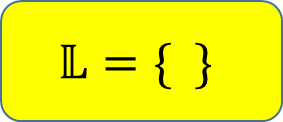 𝕃 = { }